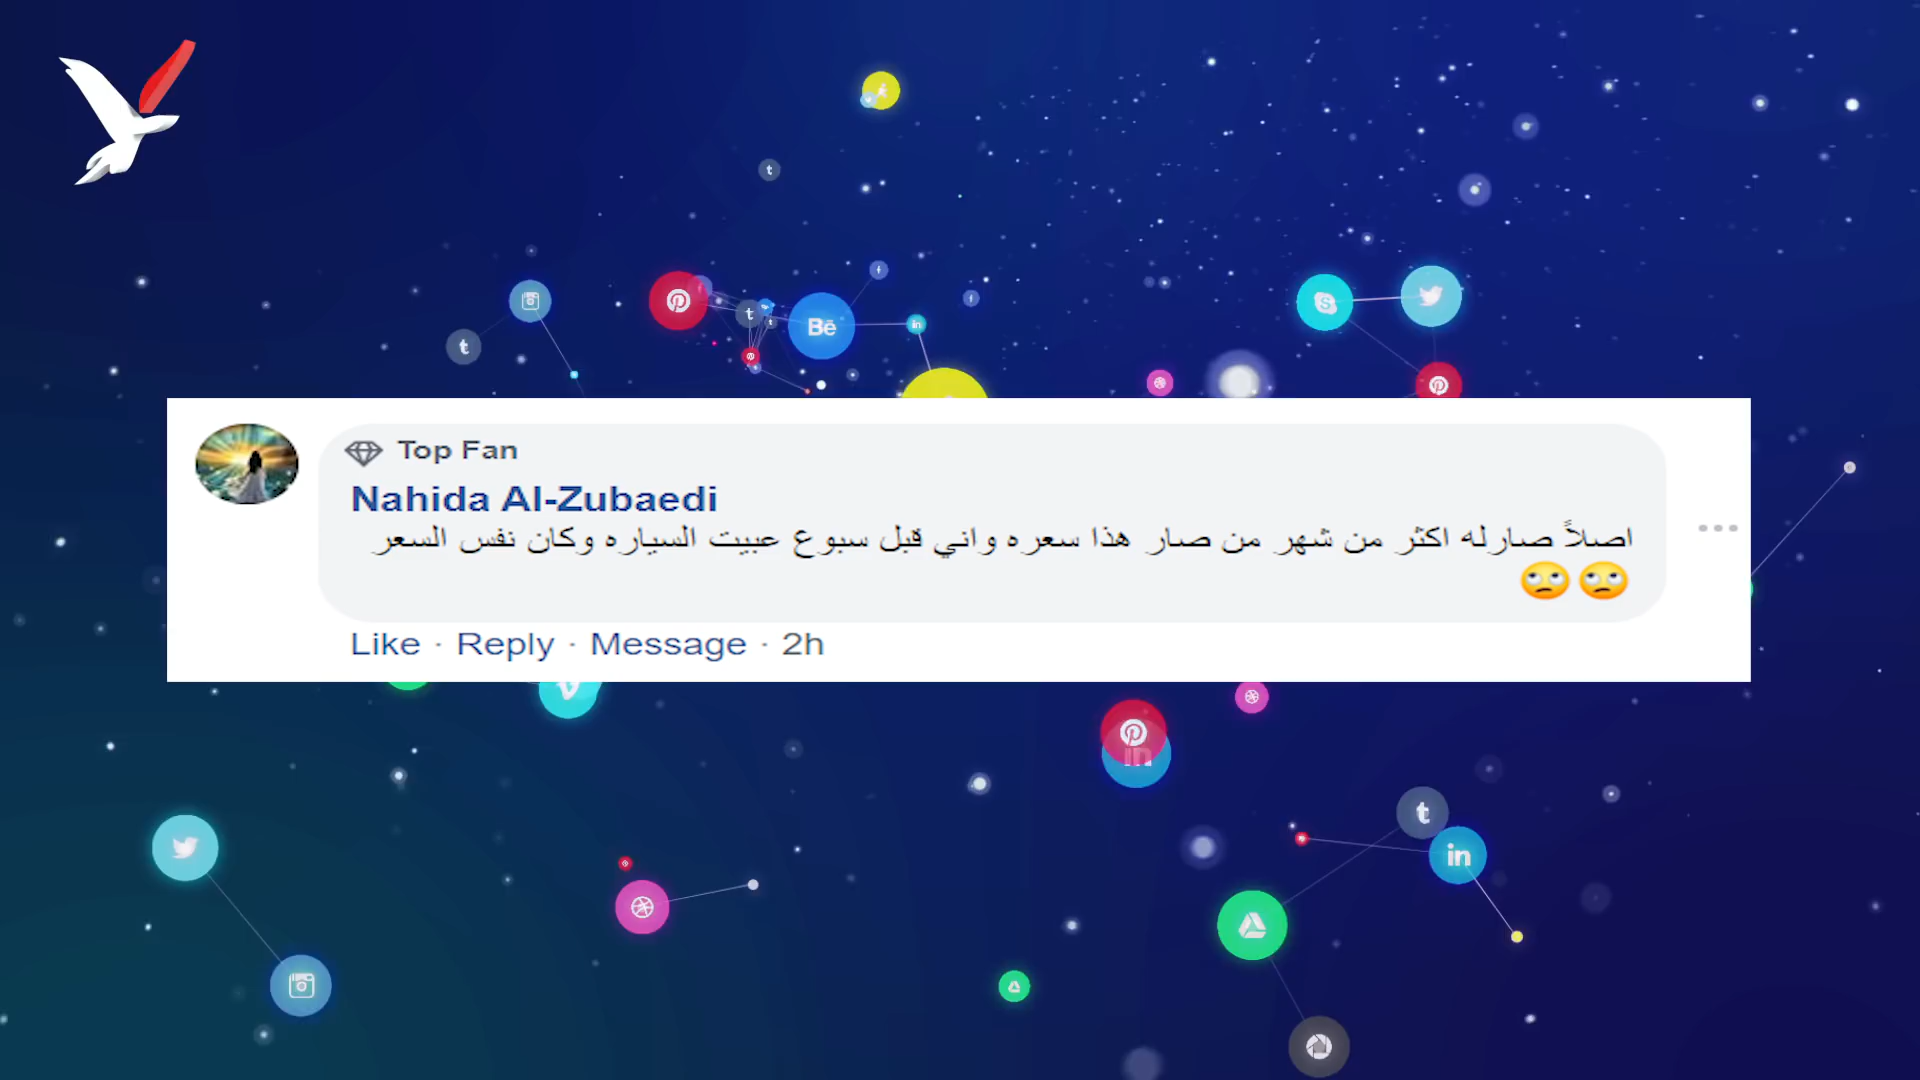 Top Fan
Nahida Al-Zubaedi
اصلاً صارله اكثر من شهر من صار هذا سعره واني قبل سبوع عبيت السياره وكان نفس السعر
🙄🙄
Like · Reply · Message · 2h